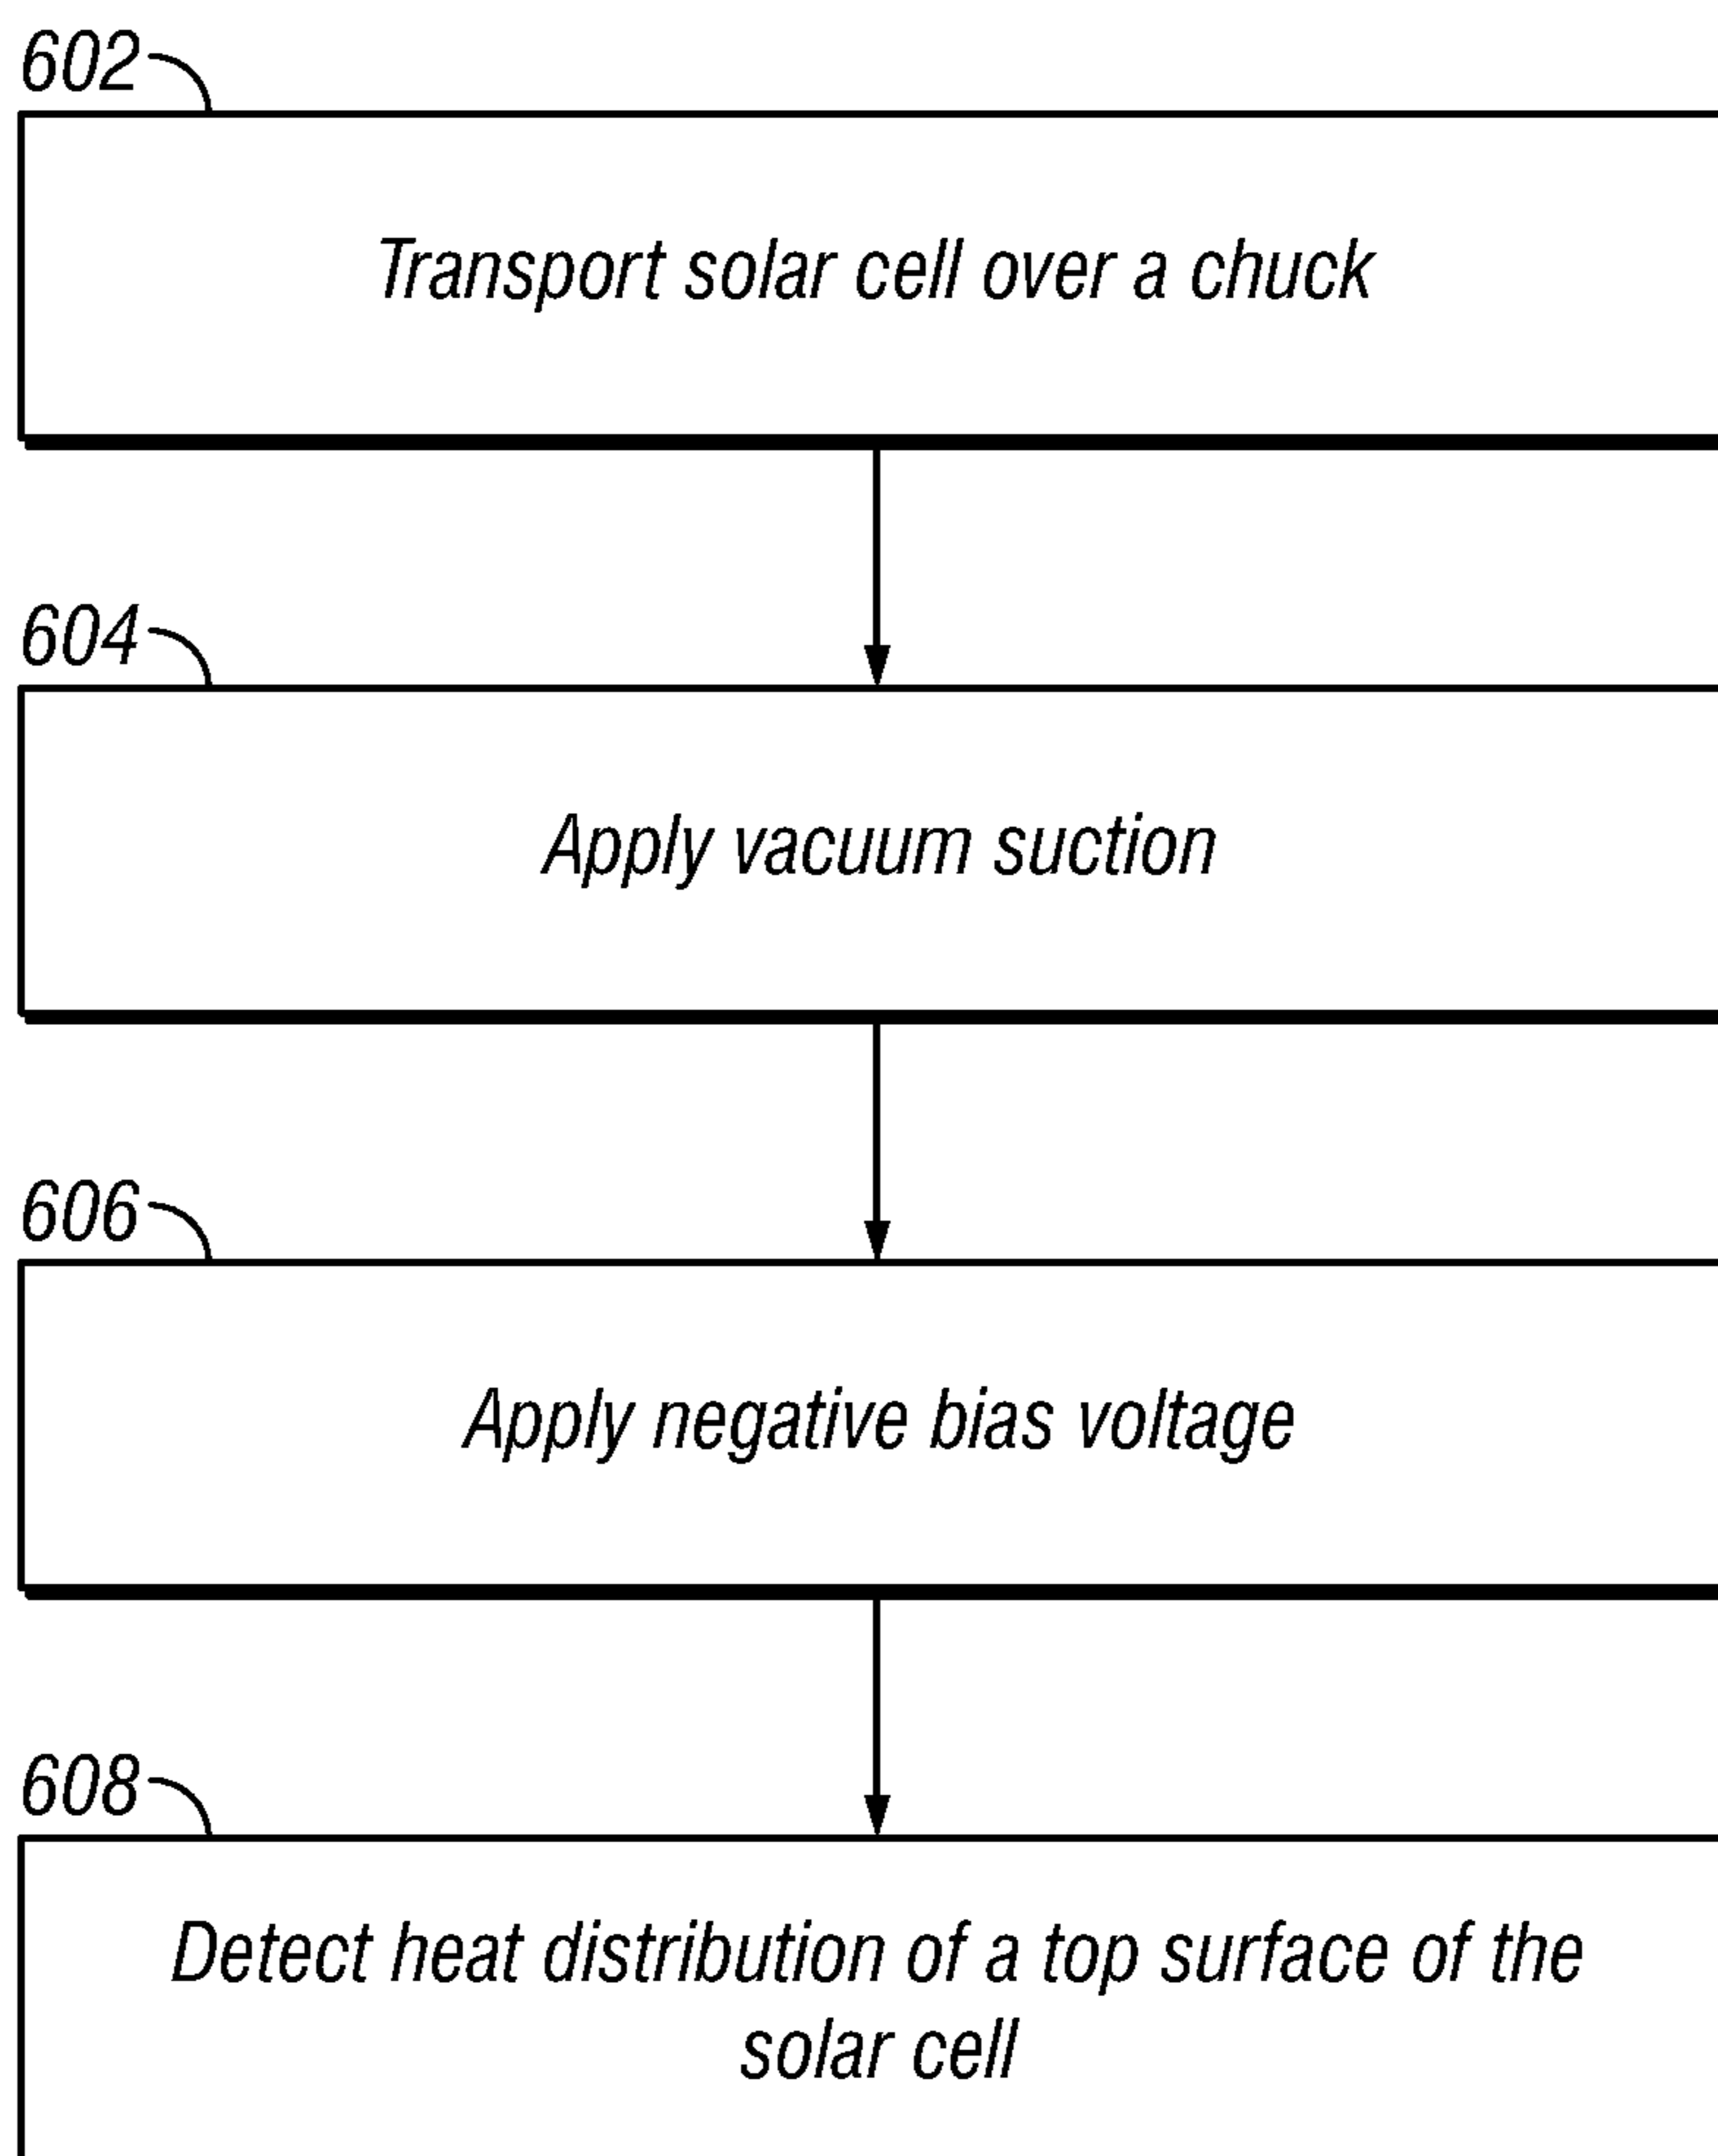 602
Transport solar cell over a chuck
604
Apply vacuum suction
606
Apply negative bias voltage
608
Detect heat distribution of a top surface of the
solar cell